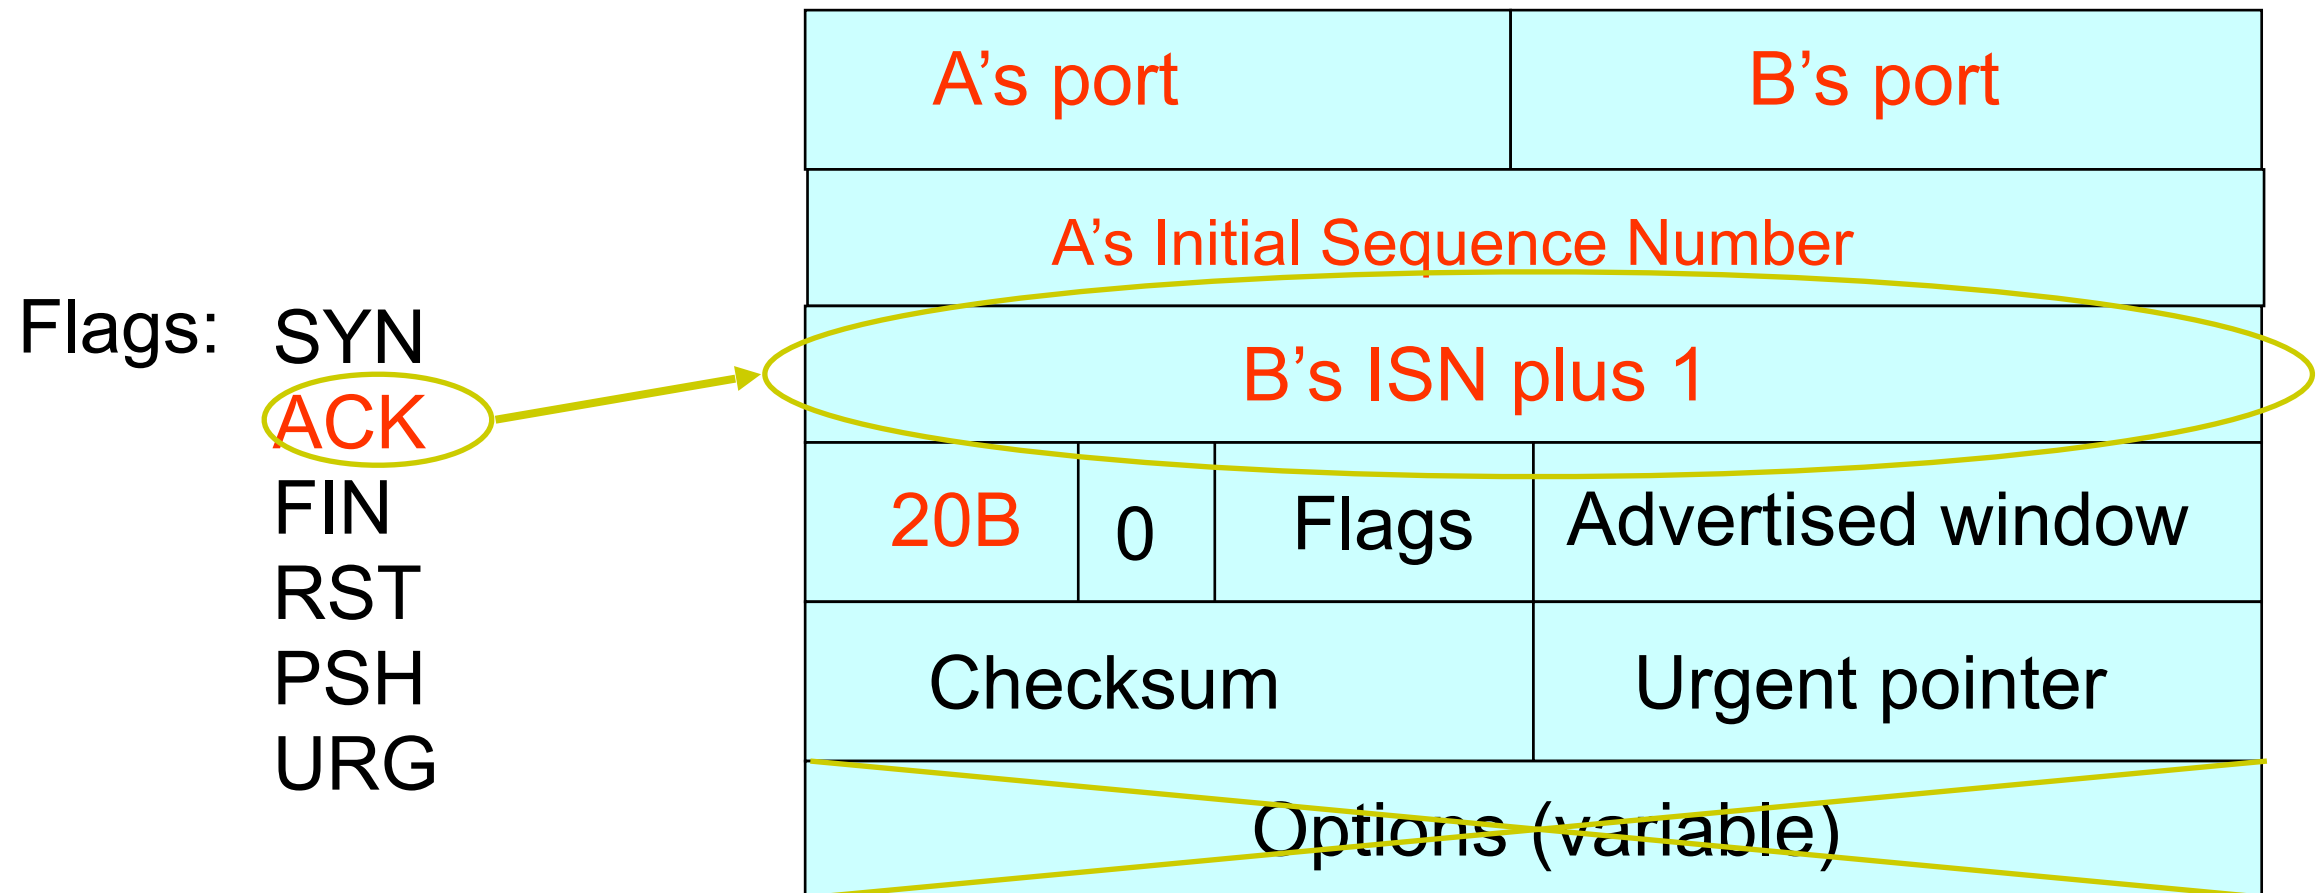 A’s port
B’s port
A’s Initial Sequence Number
Flags:
SYN
ACK
FIN
RST
PSH
URG
B’s ISN plus 1
20B
0
Flags
Advertised window
Checksum
Urgent pointer
Options (variable)